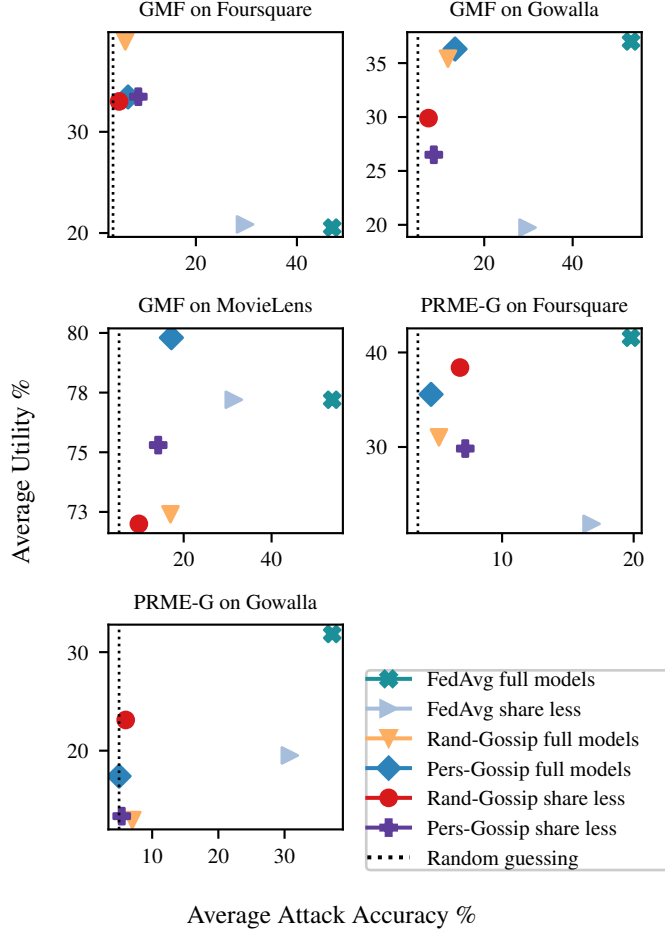 GMF on Foursquare
GMF on Gowalla
30
20
20
40
35
30
25
20
20
40
GMF on MovieLens
PRME-G on Foursquare
80
78
75
73
20
40
40
30
10
20
Average Utility %
PRME-G on Gowalla
30
20
10
30
FedAvg full models
FedAvg share less
Rand-Gossip full models
Pers-Gossip full models
Rand-Gossip share less
Pers-Gossip share less
Random guessing
Average Attack Accuracy %